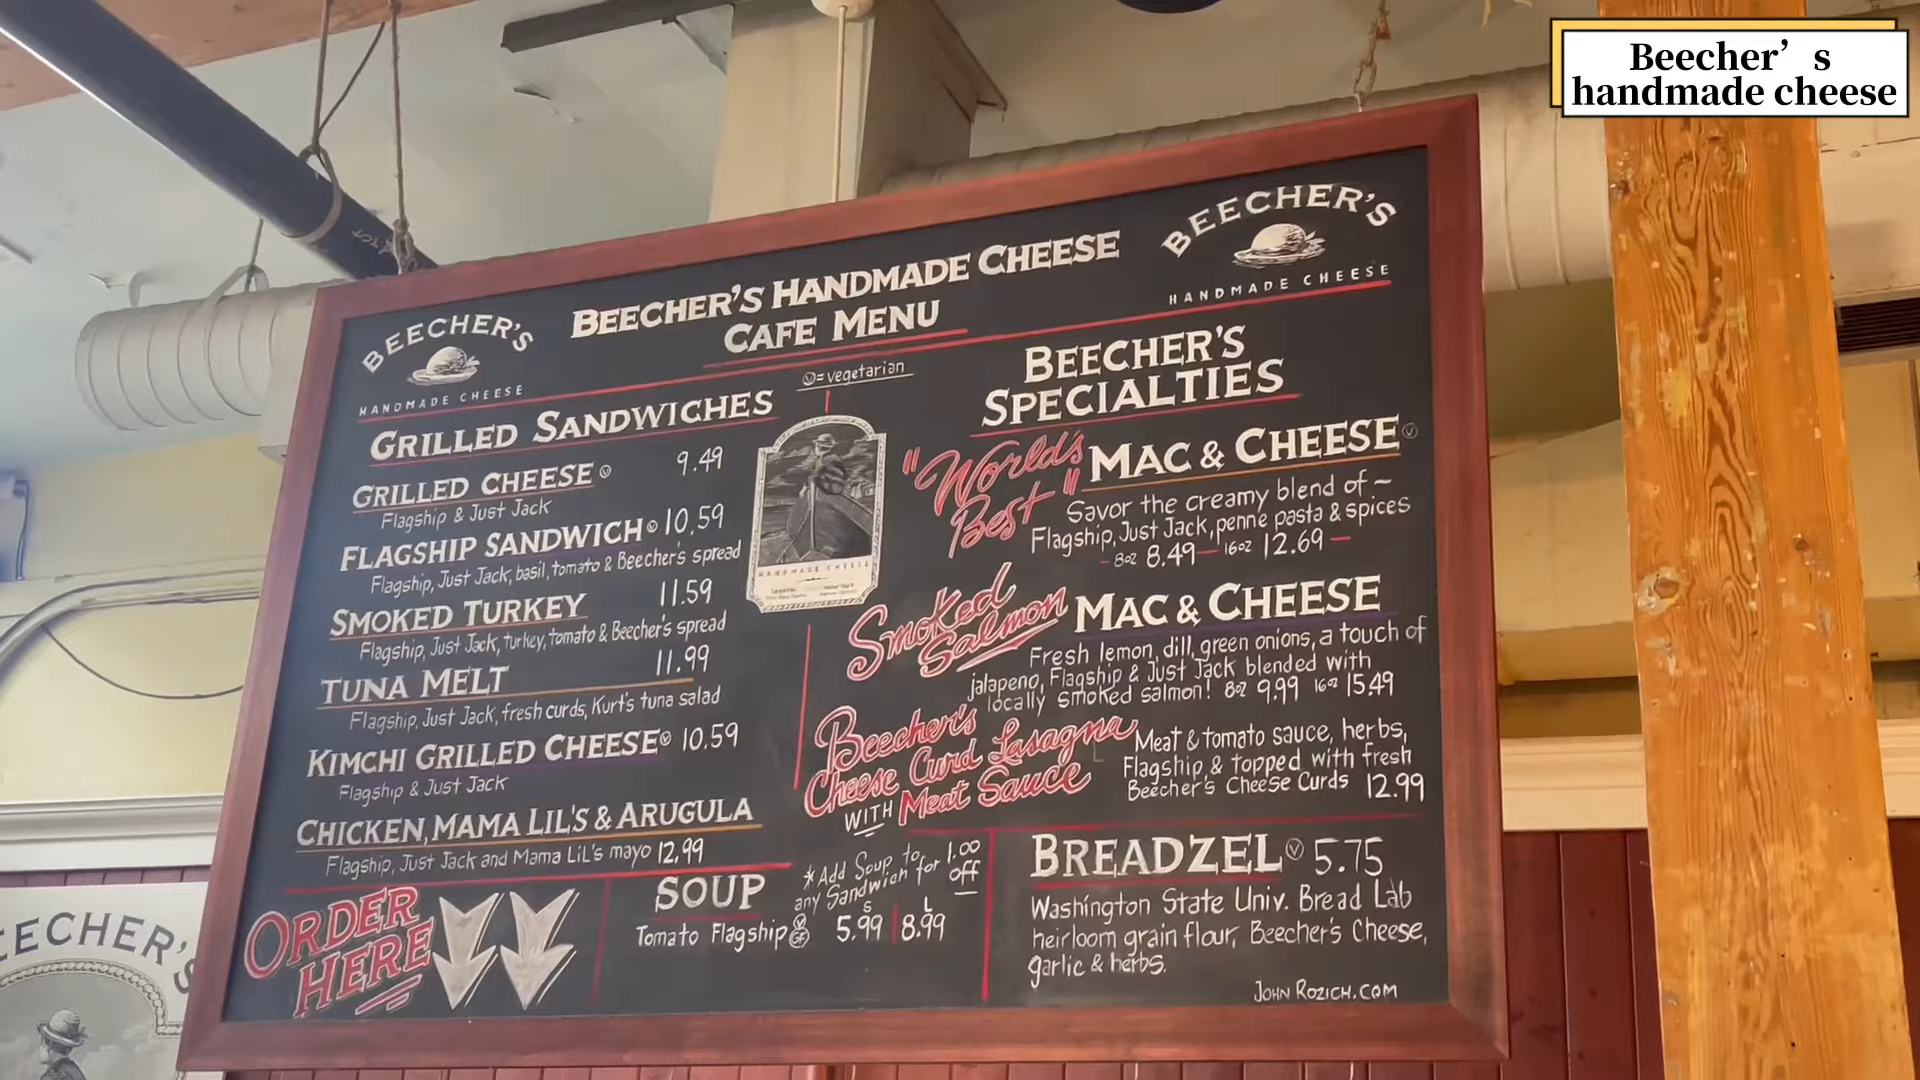 Beecher’s
handmade cheese
BEECHER'S
HANDMADE CHEESE
BEECHER'S HANDMADE CHEESE
CAFE MENU
BEECHER'S
HANDMADE CHEESE
Ⓥ=vegetarian
GRILLED SANDWICHES
GRILLED CHEESE Ⓥ 9.49
Flagship & Just Jack
FLAGSHIP SANDWICH Ⓥ 10.59
Flagship, Just Jack, basil, tomato & Beecher's spread
SMOKED TURKEY 11.59
Flagship, Just Jack, turkey, tomato & Beecher's spread
TUNA MELT 11.99
Flagship, Just Jack, fresh curds, Kurt's tuna salad
KIMCHI GRILLED CHEESE Ⓥ 10.59
Flagship & Just Jack
CHICKEN, MAMA LIL'S & ARUGULA
Flagship, Just Jack and Mama LiL's mayo 12.99
HANDMADE CHEESE
BEECHER'S
SPECIALTIES
"World's
Best" MAC & CHEESE Ⓥ
Savor the creamy blend of ~
Flagship, Just Jack, penne pasta & spices
- 8oz 8.49 - 16oz 12.69 -
Smoked
Salmon MAC & CHEESE
Fresh lemon, dill, green onions, a touch of
jalapeno, Flagship & Just Jack blended with
locally smoked salmon! 8oz 9.99 16oz 15.49
Beecher's
Cheese Curd Lasagna
WITH Meat Sauce
Meat & tomato sauce, herbs,
Flagship, & topped with fresh
Beecher's Cheese Curds 12.99
ORDER
HERE
SOUP
*Add Soup to
any Sandwich for 1.00
off
S L
Tomato Flagship Ⓥ GF 5.99 8.99
BREADZEL Ⓥ 5.75
Washington State Univ. Bread Lab
heirloom grain flour, Beecher's Cheese,
garlic & herbs.
JOHN ROZICH.COM
EECHER'S